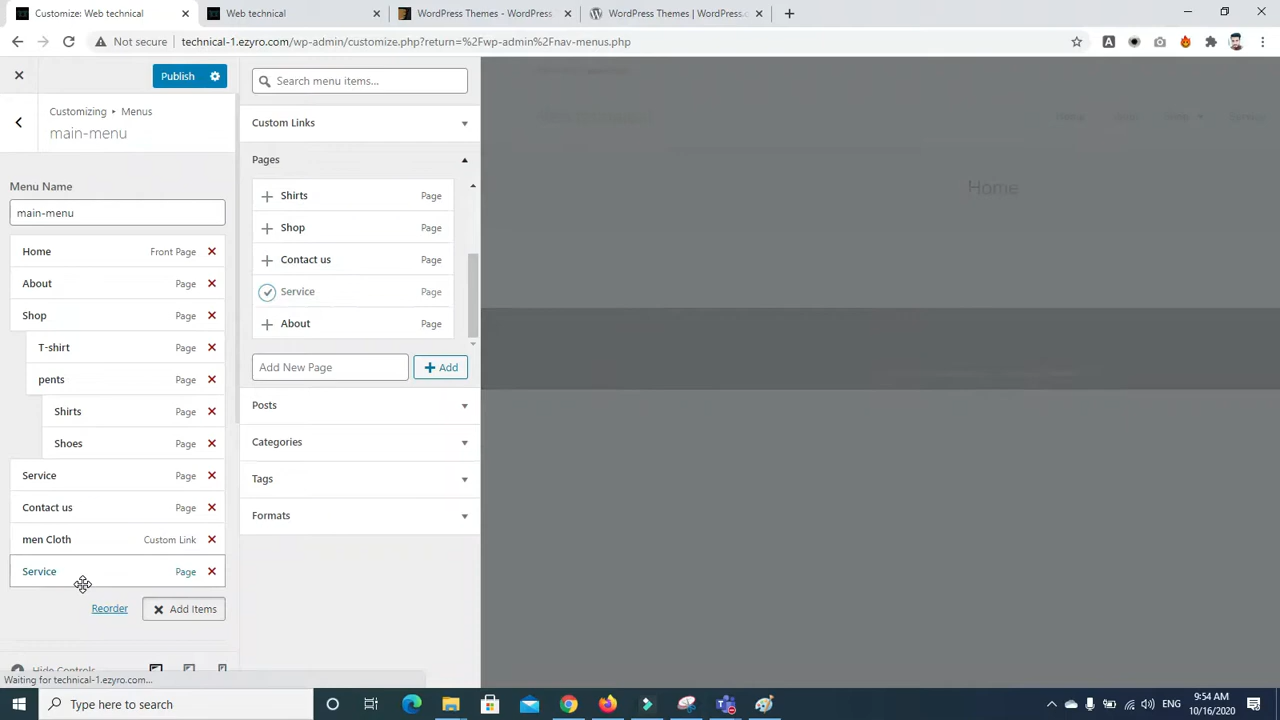 Customize: Web technical
Web technical
WordPress Themes - WordPress
WordPress Themes | WordPress.c
Not secure
technical-1.ezyro.com/wp-admin/customize.php?return=%2Fwp-admin%2Fnav-menus.php
Publish
Customizing ▸ Menus
main-menu
Menu Name
main-menu
Home Front Page
About Page
Shop Page
T-shirt Page
pents Page
Shirts Page
Shoes Page
Service Page
Contact us Page
men Cloth Custom Link
Service Page
Reorder
Add Items
Hide Controls
Waiting for technical-1.ezyro.com...
Search menu items...
Custom Links
Pages
Shirts Page
Shop Page
Contact us Page
Service Page
About Page
Add New Page
Add
Posts
Categories
Tags
Formats
Home
Type here to search
ENG
9:54 AM
10/16/2020